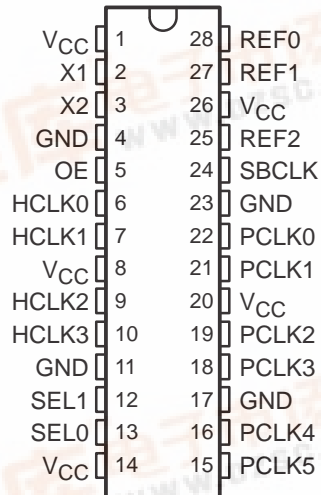 VCC 1 28 REF0
X1 2 27 REF1
X2 3 26 VCC
GND 4 25 REF2
OE 5 24 SBCLK
HCLK0 6 23 GND
HCLK1 7 22 PCLK0
VCC 8 21 PCLK1
HCLK2 9 20 VCC
HCLK3 10 19 PCLK2
GND 11 18 PCLK3
SEL1 12 17 GND
SEL0 13 16 PCLK4
VCC 14 15 PCLK5